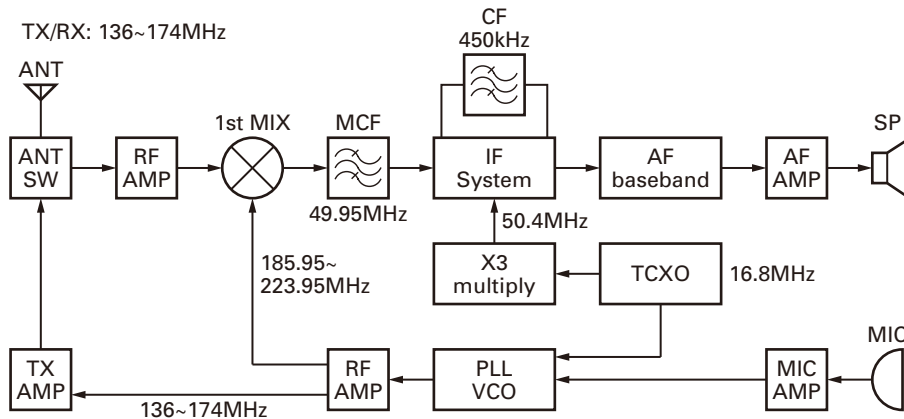 TX/RX: 136~174MHz
ANT
CF
450kHz
1st MIX
MCF
SP
ANT
SW
RF
AMP
IF
System
AF
baseband
AF
AMP
49.95MHz
50.4MHz
185.95~
223.95MHz
X3
multiply
TCXO
16.8MHz
MIC
TX
AMP
RF
AMP
PLL
VCO
MIC
AMP
136~174MHz